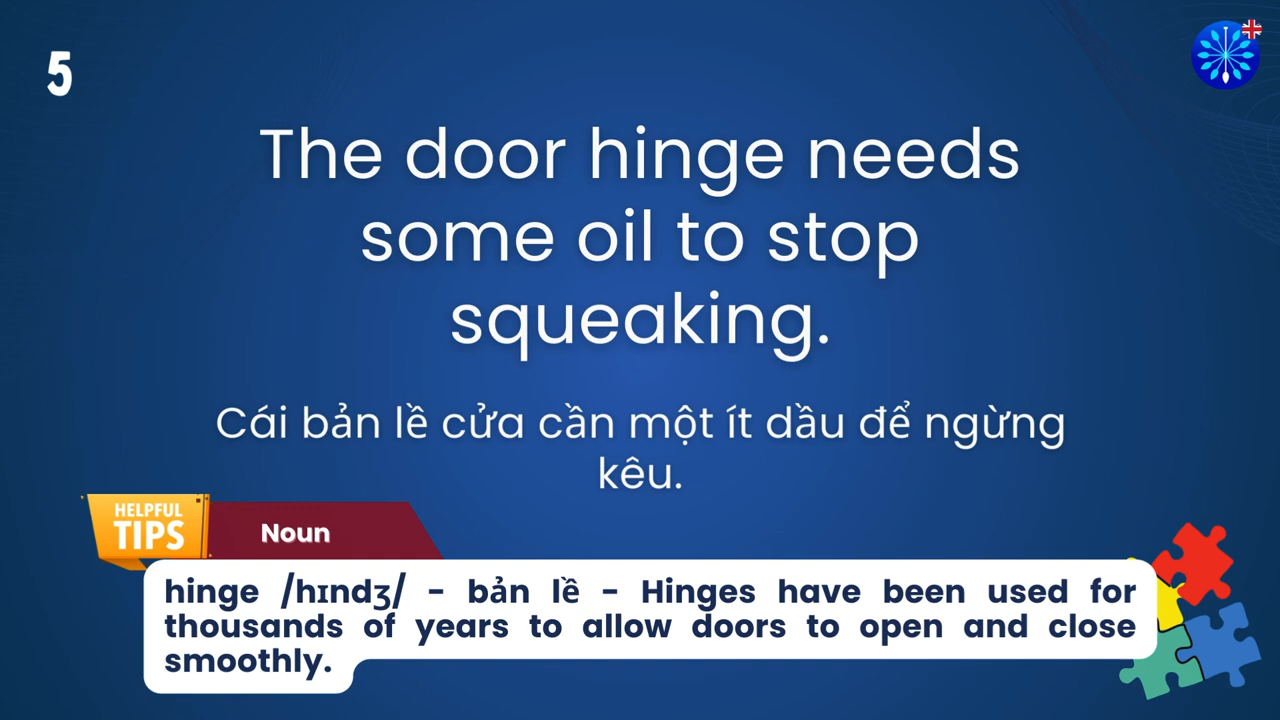 5
The door hinge needs
some oil to stop
squeaking.
Cái bản lề cửa cần một ít dầu để ngừng
kêu.
HELPFUL
TIPS
Noun
hinge /hɪndʒ/ - bản lề - Hinges have been used for
thousands of years to allow doors to open and close
smoothly.